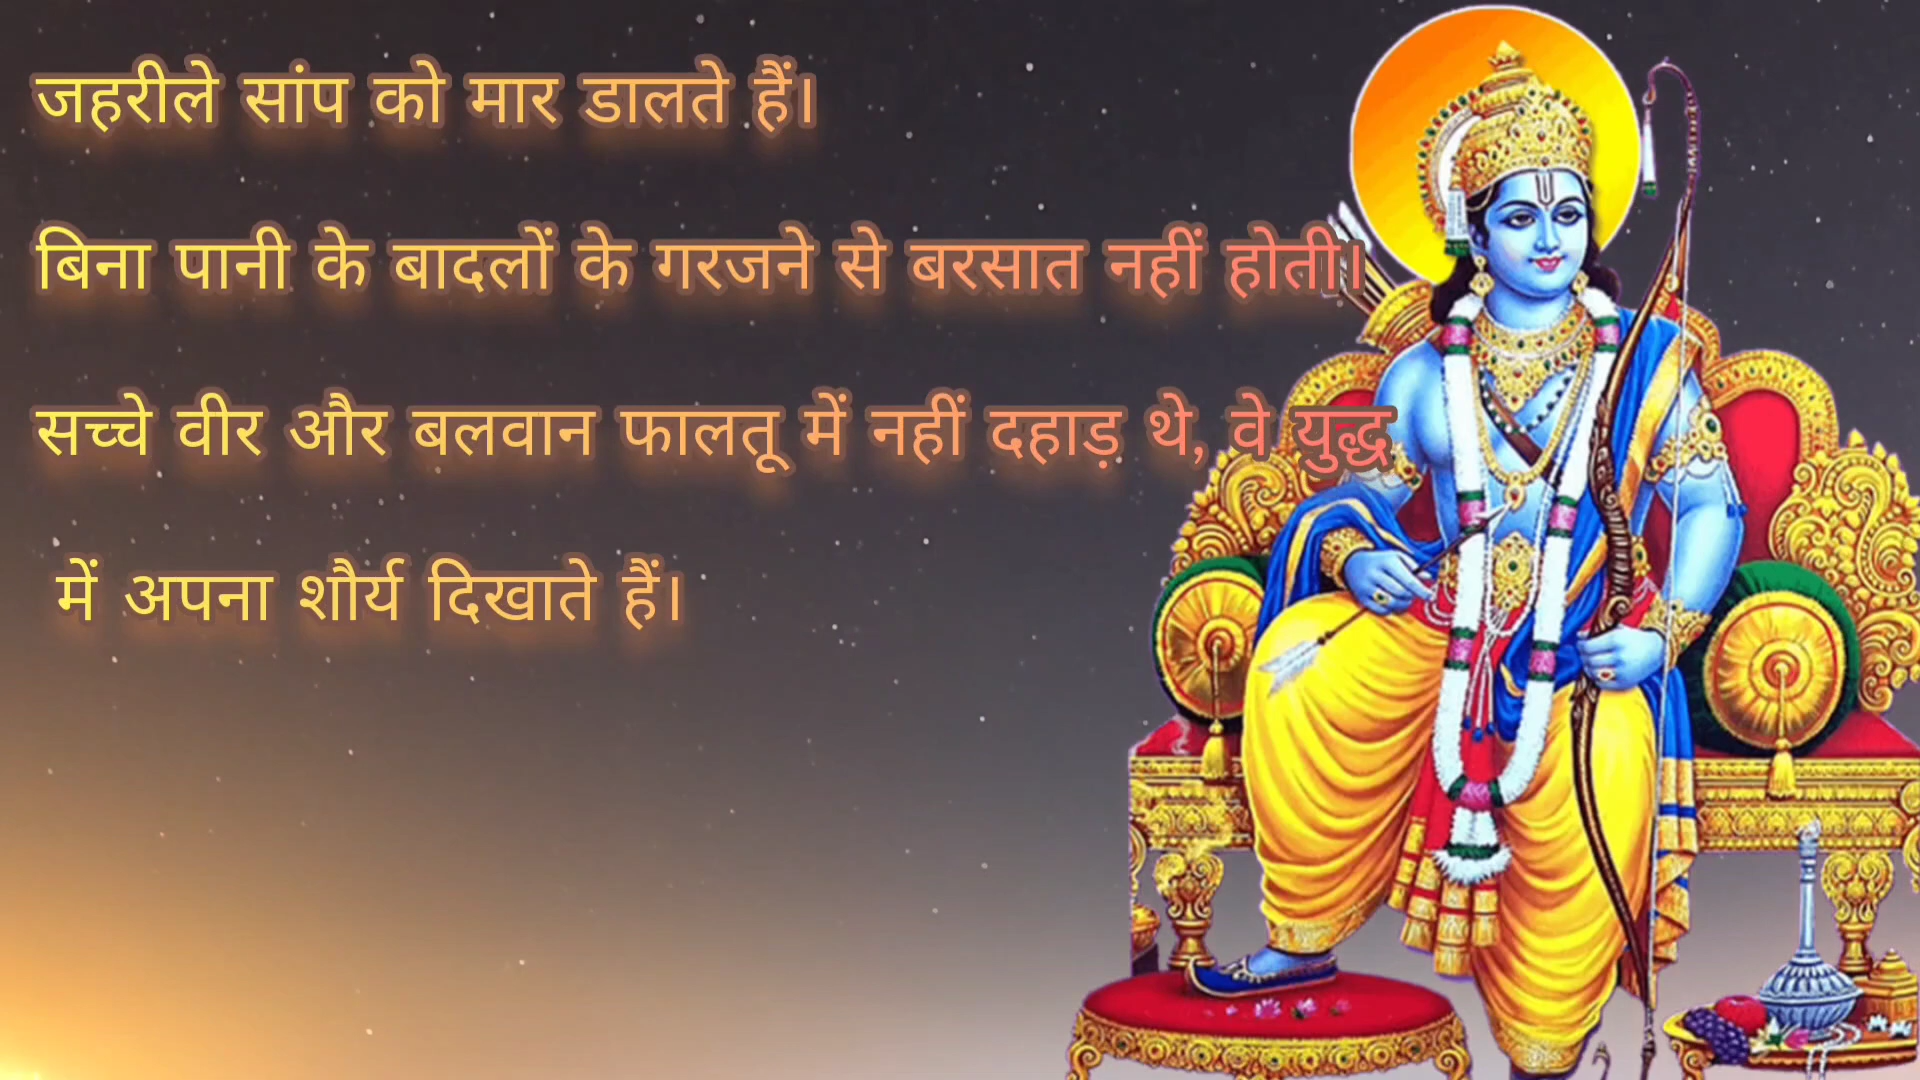 जहरीले सांप को मार डालते हैं।
बिना पानी के बादलों के गरजने से बरसात नहीं होती।
सच्चे वीर और बलवान फालतू में नहीं दहाड़ थे, वे युद्ध
में अपना शौर्य दिखाते हैं।